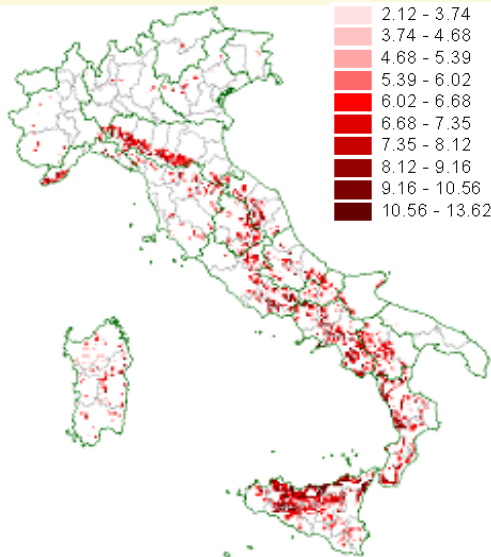 2.12 - 3.74
3.74 - 4.68
4.68 - 5.39
5.39 - 6.02
6.02 - 6.68
6.68 - 7.35
7.35 - 8.12
8.12 - 9.16
9.16 - 10.56
10.56 - 13.62